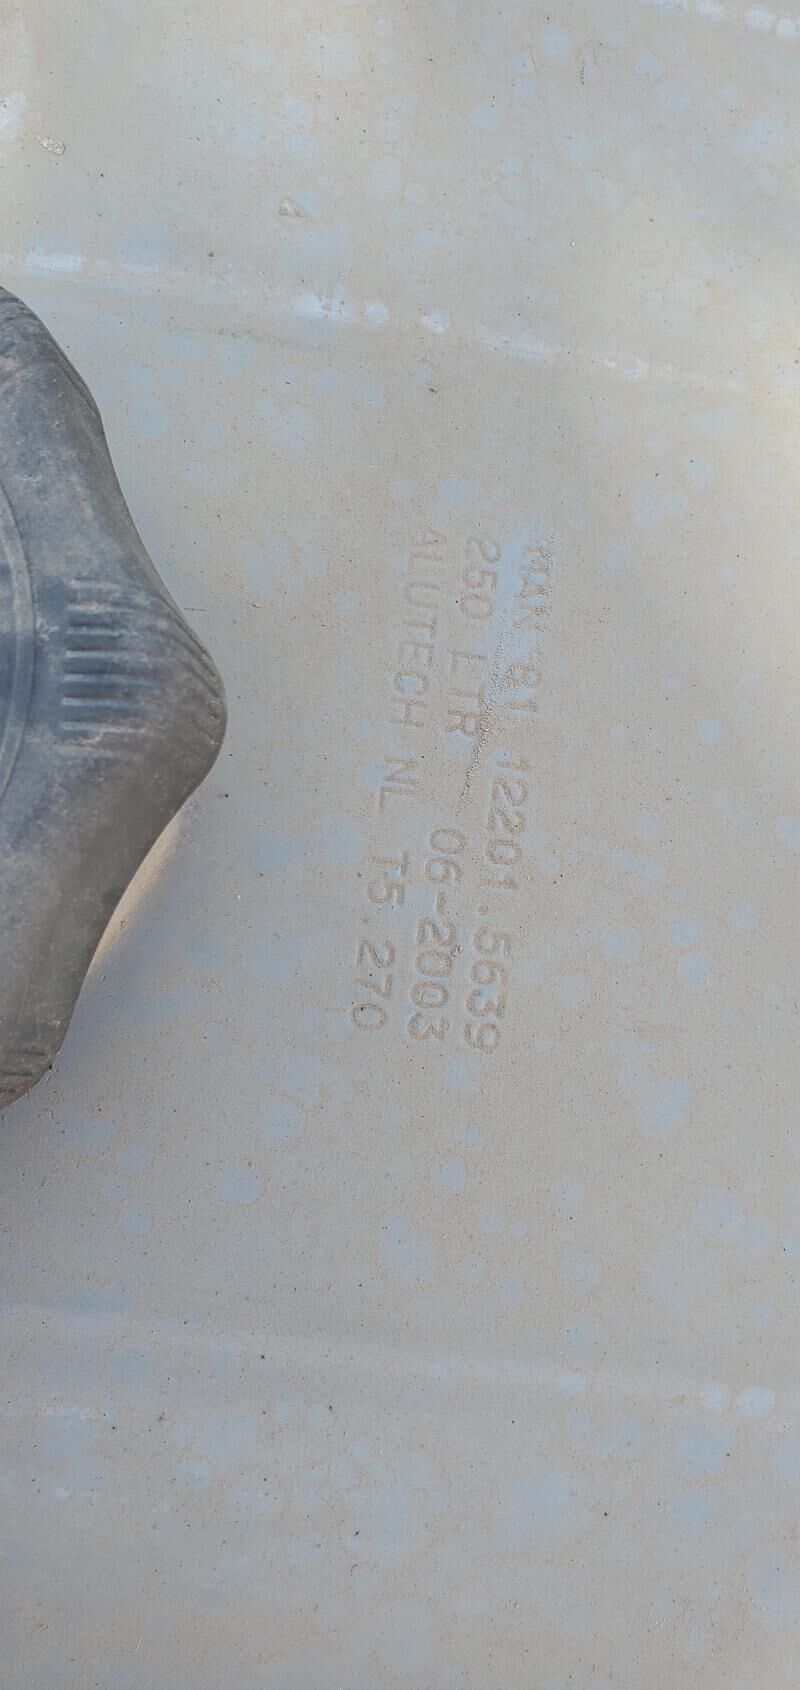 MAN 81.12201.5639
250 LTR 06-2003
ALUTECH NL T5.270